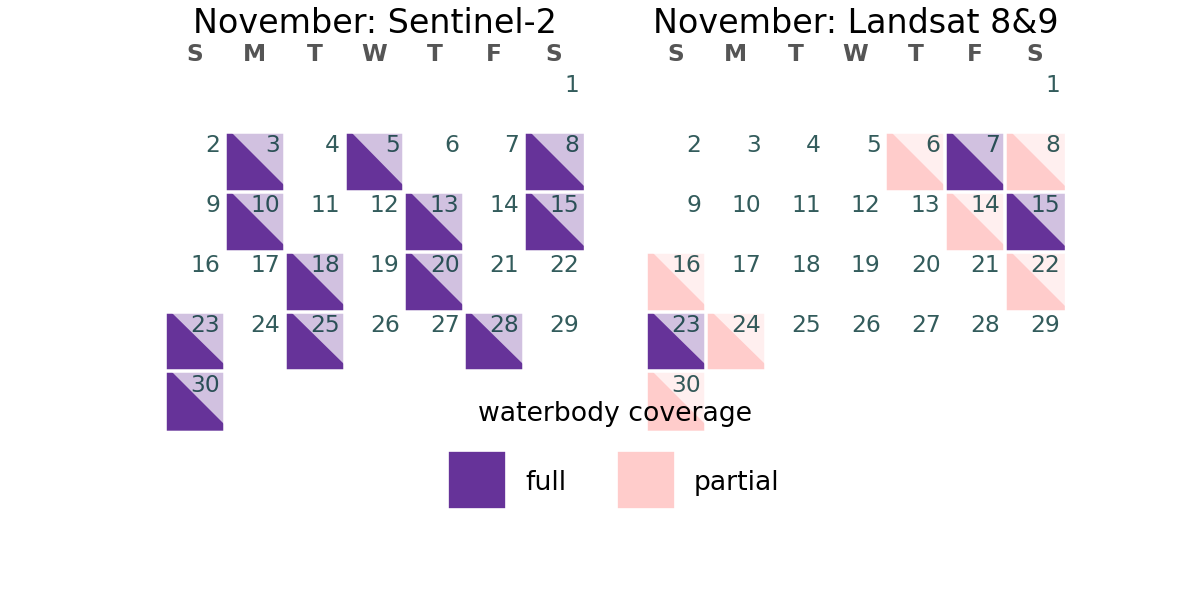 November: Sentinel-2
S M T W T F S
1
2 3 4 5 6 7 8
9 10 11 12 13 14 15
16 17 18 19 20 21 22
23 24 25 26 27 28 29
30
November: Landsat 8&9
S M T W T F S
1
2 3 4 5 6 7 8
9 10 11 12 13 14 15
16 17 18 19 20 21 22
23 24 25 26 27 28 29
30
waterbody coverage
full partial